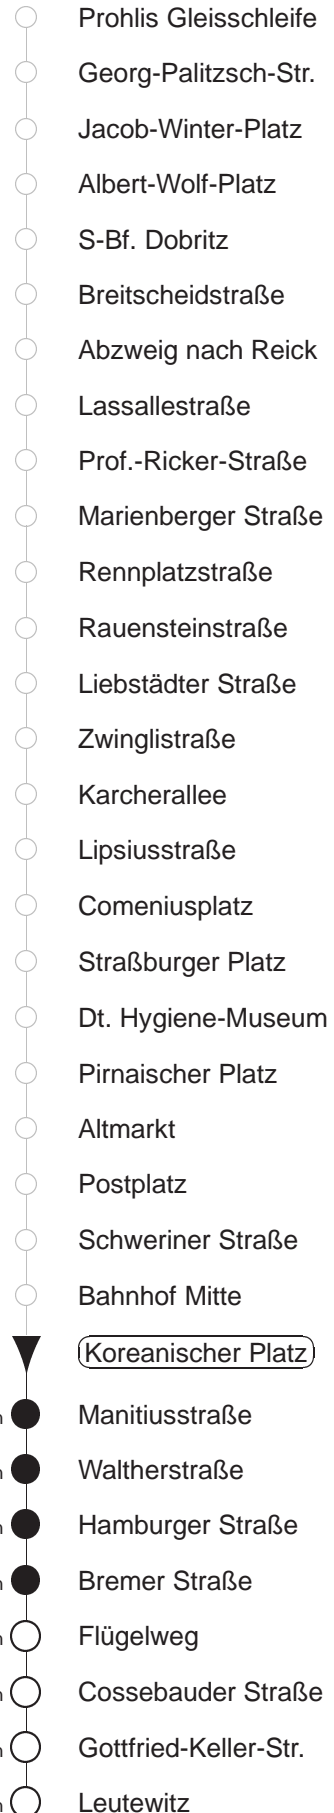 Prohlis Gleisschleife
Georg-Palitzsch-Str.
Jacob-Winter-Platz
Albert-Wolf-Platz
S-Bf. Dobritz
Breitscheidstraße
Abzweig nach Reick
Lassallestraße
Prof.-Ricker-Straße
Marienberger Straße
Rennplatzstraße
Rauensteinstraße
Liebstädter Straße
Zwinglistraße
Karcherallee
Lipsiusstraße
Comeniusplatz
Straßburger Platz
Dt. Hygiene-Museum
Pirnaischer Platz
Altmarkt
Postplatz
Schweriner Straße
Bahnhof Mitte
Koreanischer Platz
Manitiusstraße
Waltherstraße
Hamburger Straße
Bremer Straße
Flügelweg
Cossebauder Straße
Gottfried-Keller-Str.
Leutewitz